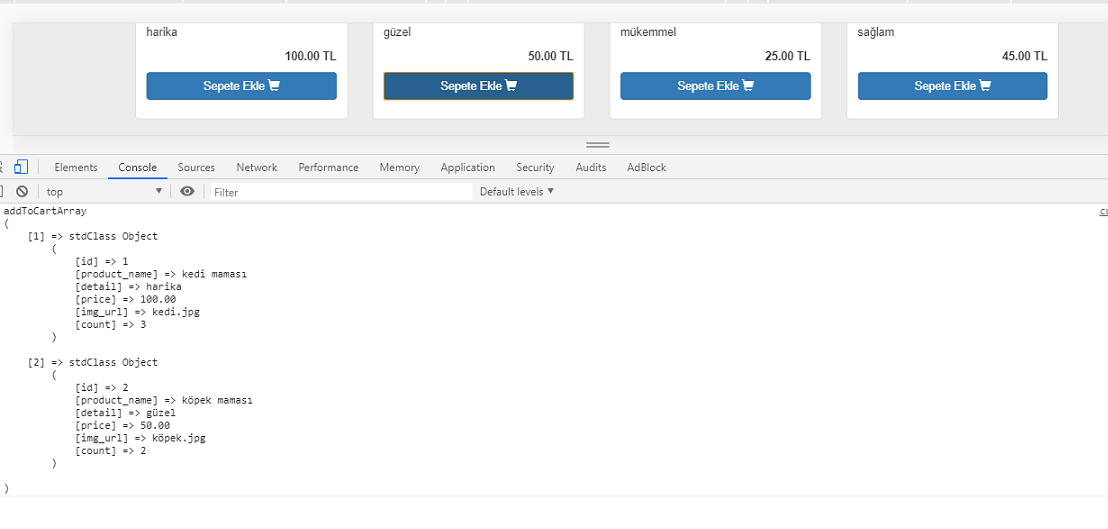 harika güzel mükemmel sağlam
100.00 TL 50.00 TL 25.00 TL 45.00 TL
Sepete Ekle Sepete Ekle Sepete Ekle Sepete Ekle
Elements Console Sources Network Performance Memory Application Security Audits AdBlock
top Filter Default levels
addToCartArray
(
[1] => stdClass Object
(
[id] => 1
[product_name] => kedi maması
[detail] => harika
[price] => 100.00
[img_url] => kedi.jpg
[count] => 3
)
[2] => stdClass Object
(
[id] => 2
[product_name] => köpek maması
[detail] => güzel
[price] => 50.00
[img_url] => köpek.jpg
[count] => 2
)
)